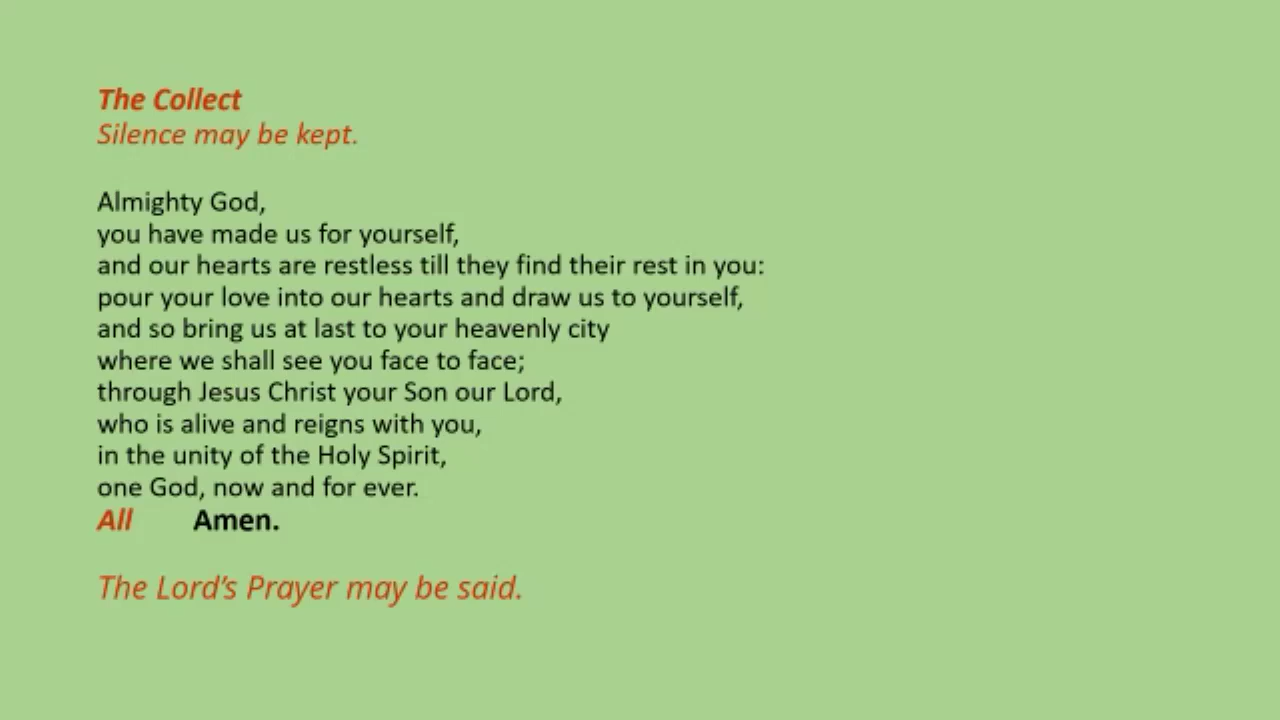 The Collect
Silence may be kept.
Almighty God,
you have made us for yourself,
and our hearts are restless till they find their rest in you:
pour your love into our hearts and draw us to yourself,
and so bring us at last to your heavenly city
where we shall see you face to face;
through Jesus Christ your Son our Lord,
who is alive and reigns with you,
in the unity of the Holy Spirit,
one God, now and for ever.
All Amen.
The Lord’s Prayer may be said.